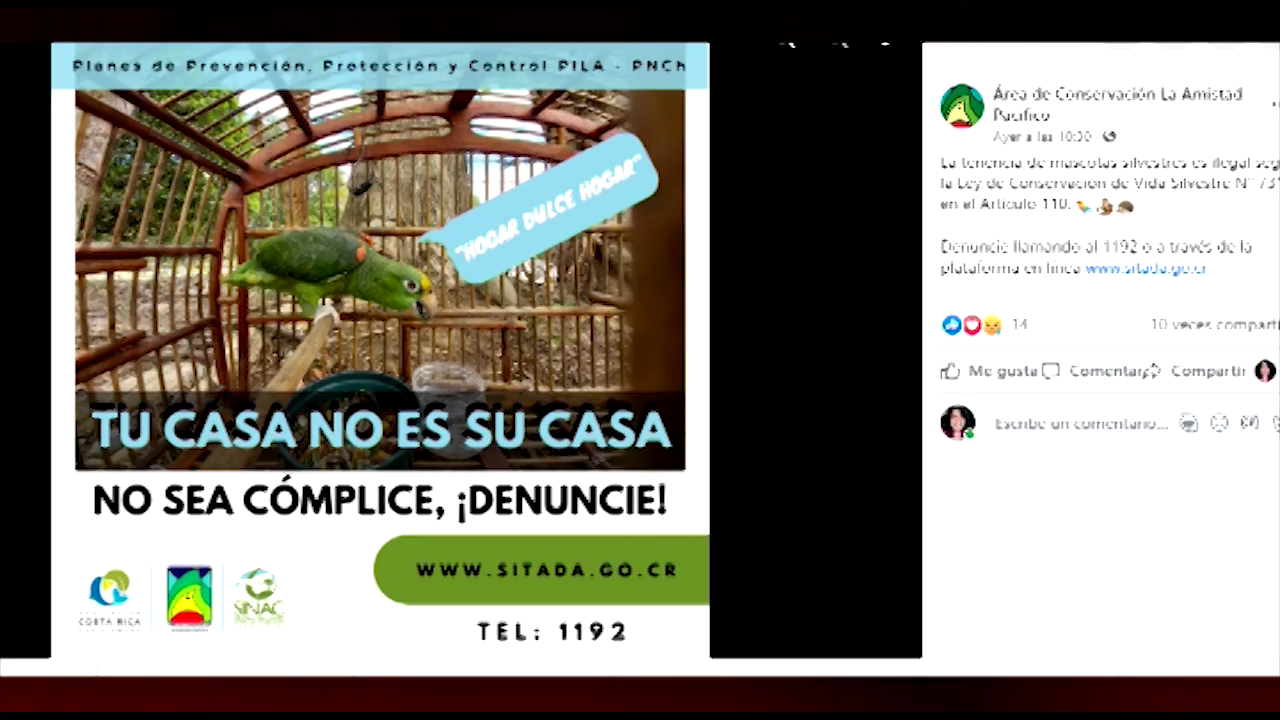 Planes de Prevención, Protección y Control PILA - PNCh
"HOGAR DULCE HOGAR"
TU CASA NO ES SU CASA
NO SEA CÓMPLICE, ¡DENUNCIE!
WWW.SITADA.GO.CR
TEL: 1192
COSTA RICA
SINAC
Área de Conservación La Amistad
Pacífico
Ayer a las 10:30
La tenencia de mascotas silvestres es ilegal seg
la Ley de Conservación de Vida Silvestre N° 731
en el Artículo 110.
Denuncie llamando al 1192 o a través de la
plataforma en línea www.sitada.go.cr
14
10 veces comparti
Me gusta Comentar Compartir
Escribe un comentario...